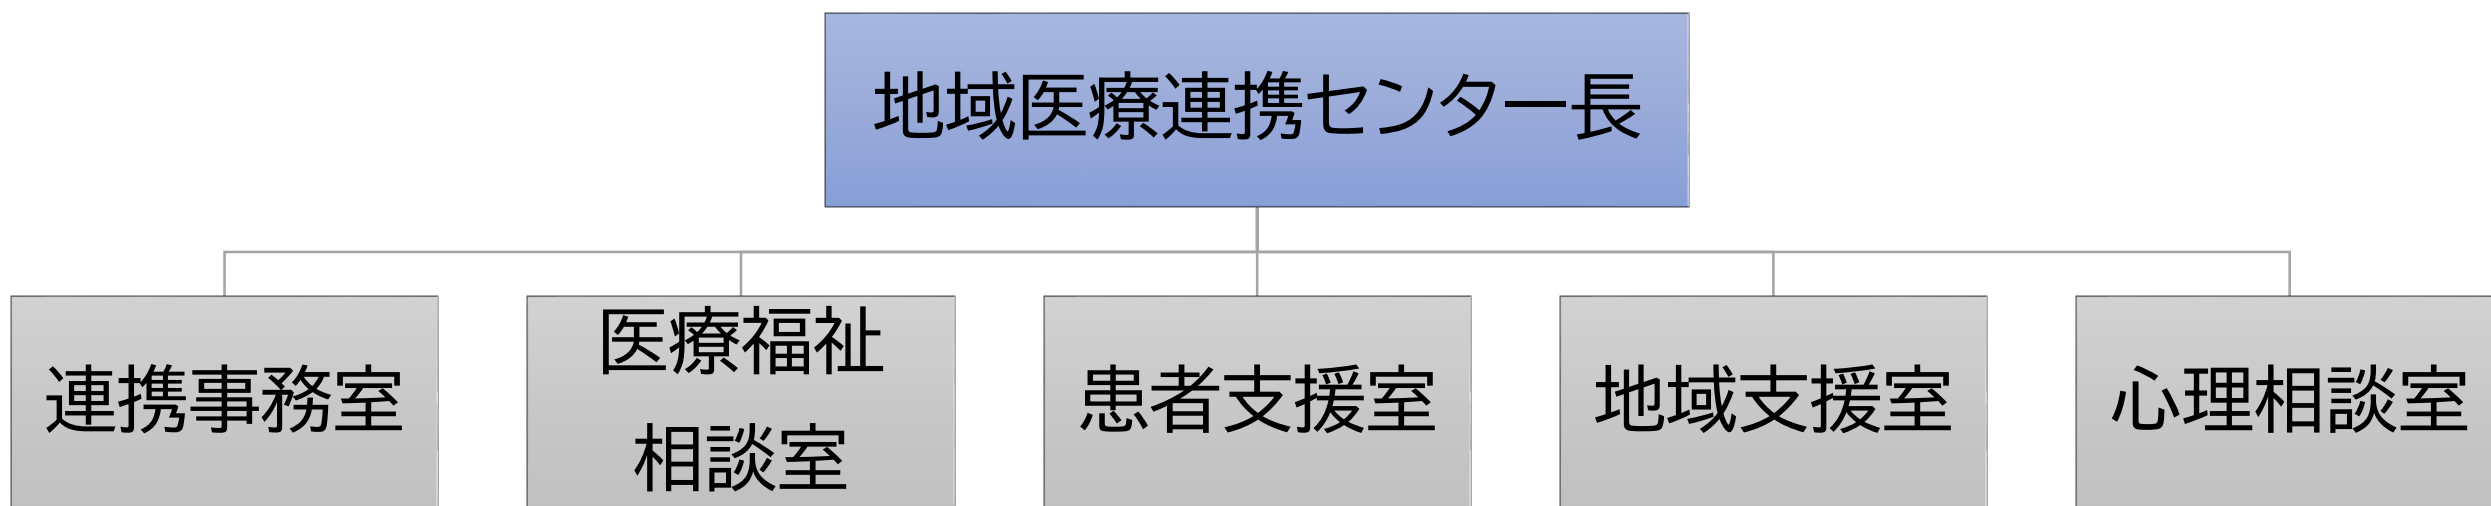 地域医療連携センター長
連携事務室
医療福祉
相談室
患者支援室
地域支援室
心理相談室